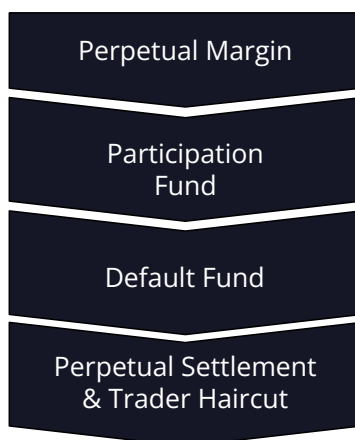 Perpetual Margin
Participation
Fund
Default Fund
Perpetual Settlement
& Trader Haircut